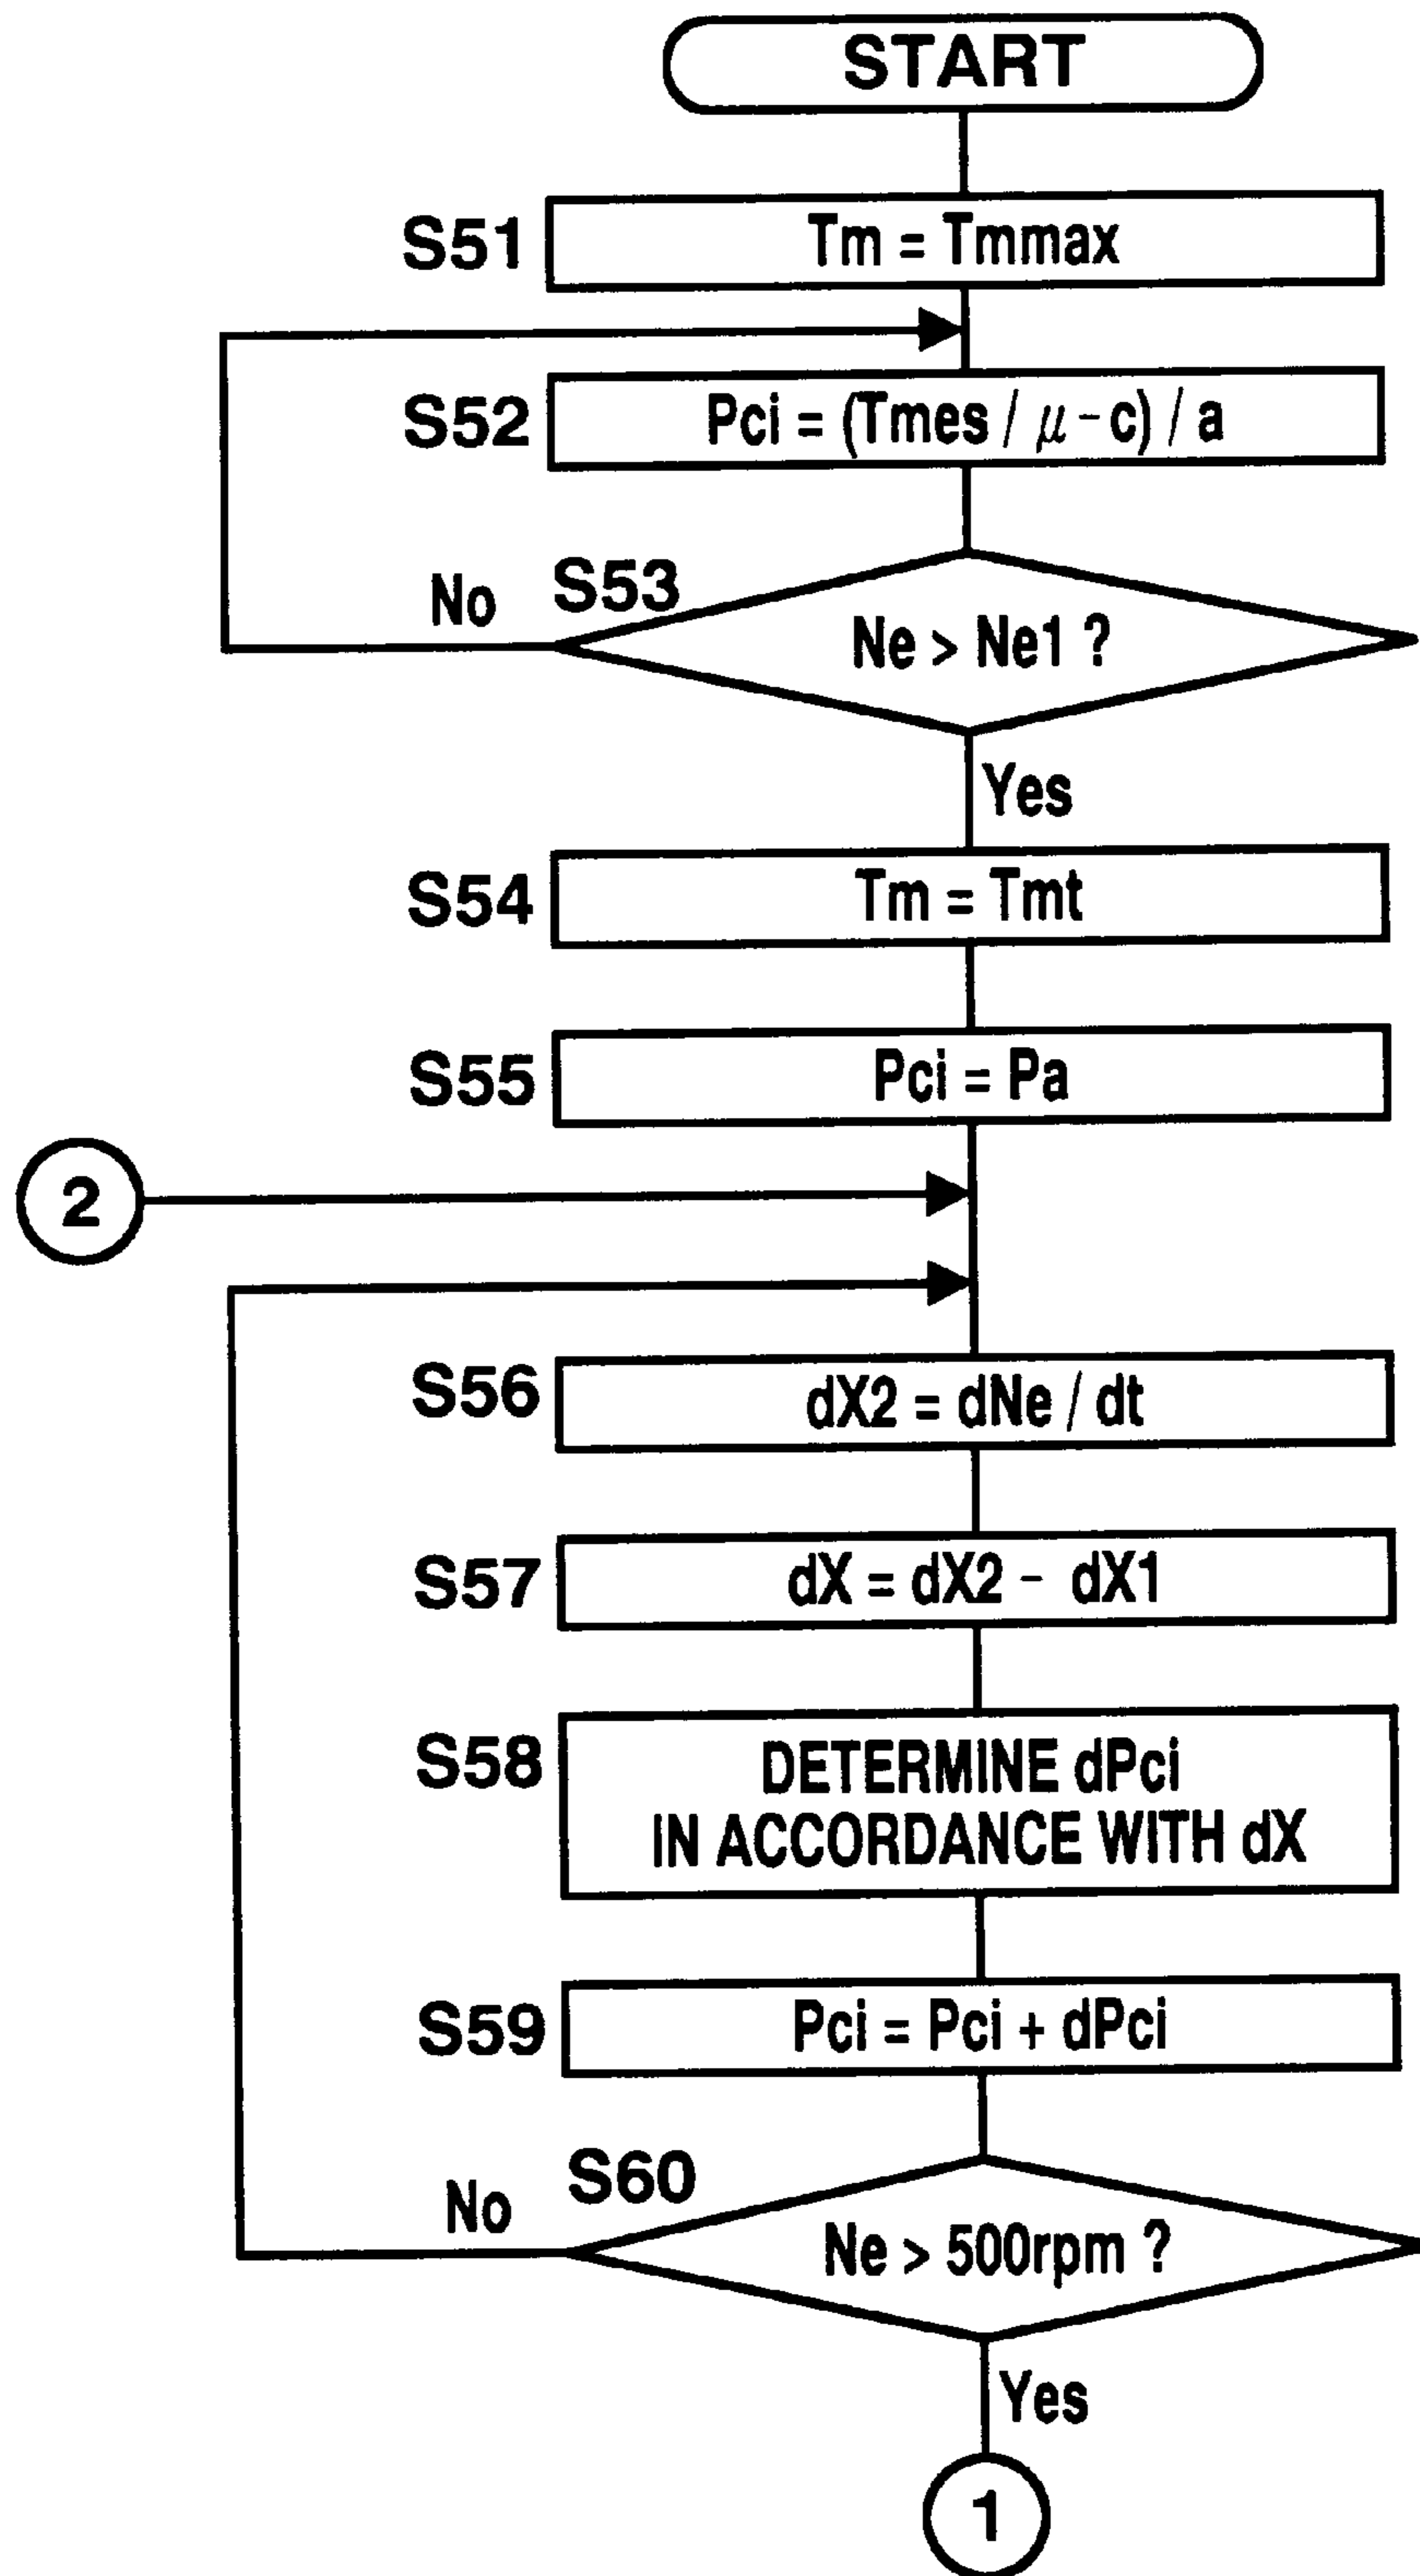 START
S51
Tm = Tmmax
S52
Pci = (Tmes / μ - c) / a
S53
No
Ne > Ne1 ?
Yes
S54
Tm = Tmt
S55
Pci = Pa
2
S56
dX2 = dNe / dt
S57
dX = dX2 - dX1
S58
DETERMINE dPci
IN ACCORDANCE WITH dX
S59
Pci = Pci + dPci
S60
No
Ne > 500rpm ?
Yes
1